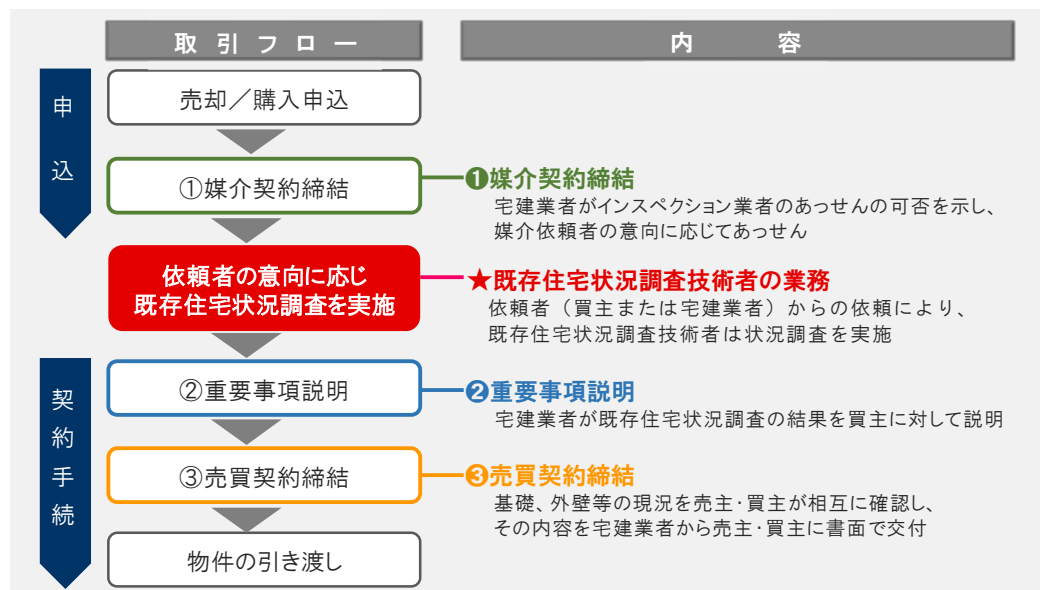 取引フロー
内容
申込
売却／購入申込
①媒介契約締結
❶媒介契約締結
宅建業者がインスペクション業者のあっせんの可否を示し、
媒介依頼者の意向に応じてあっせん
依頼者の意向に応じ
既存住宅状況調査を実施
★既存住宅状況調査技術者の業務
依頼者（買主または宅建業者）からの依頼により、
既存住宅状況調査技術者は状況調査を実施
契約手続
②重要事項説明
❷重要事項説明
宅建業者が既存住宅状況調査の結果を買主に対して説明
③売買契約締結
❸売買契約締結
基礎、外壁等の現況を売主・買主が相互に確認し、
その内容を宅建業者から売主・買主に書面で交付
物件の引き渡し